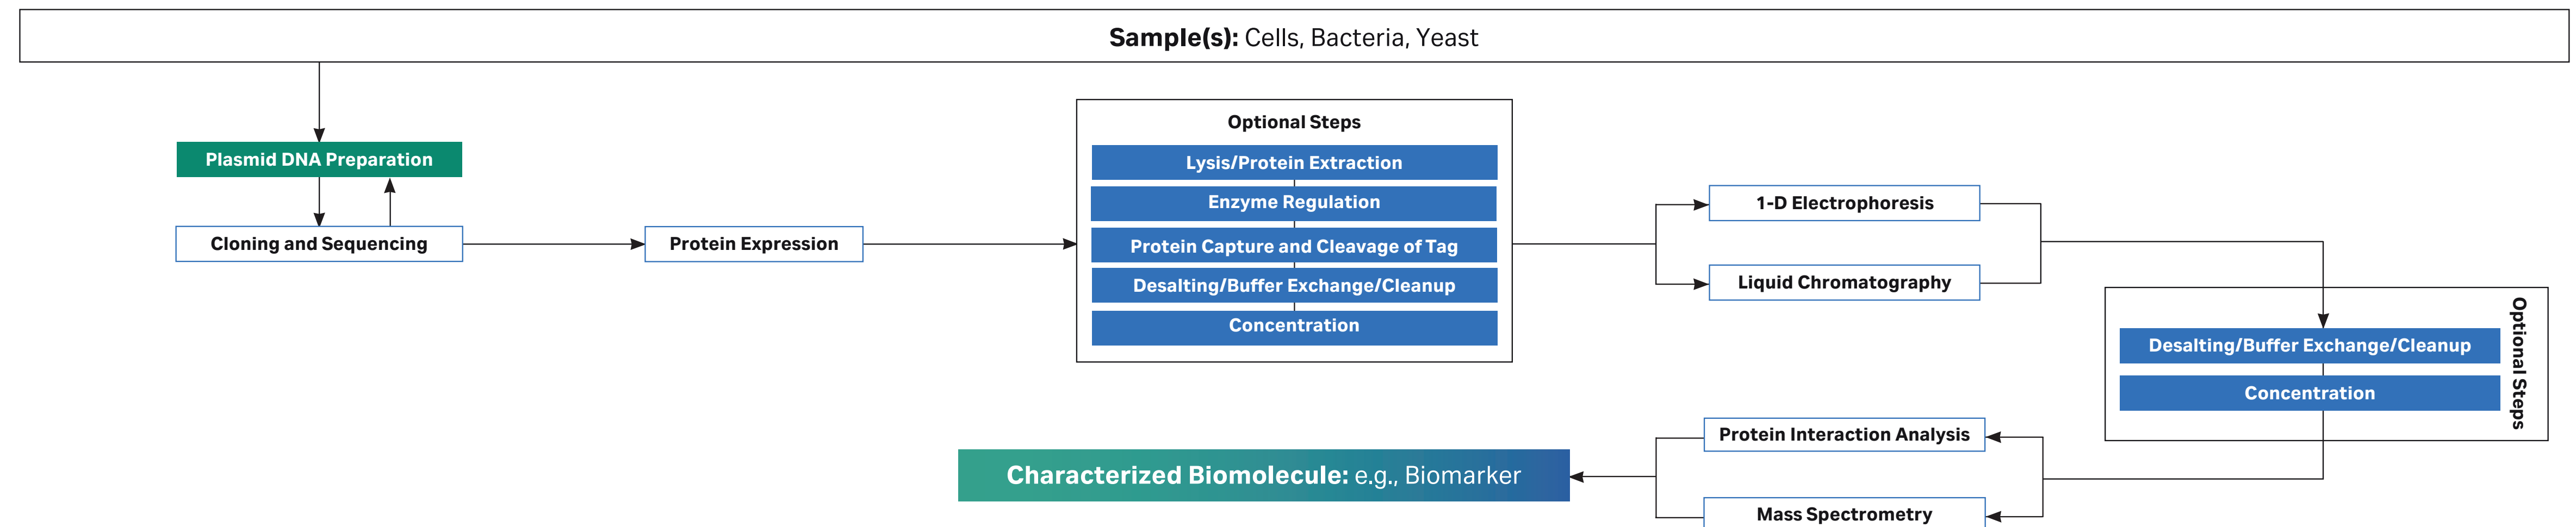 Sample(s): Cells, Bacteria, Yeast
Plasmid DNA Preparation
Cloning and Sequencing
Protein Expression
Optional Steps
Lysis/Protein Extraction
Enzyme Regulation
Protein Capture and Cleavage of Tag
Desalting/Buffer Exchange/Cleanup
Concentration
1-D Electrophoresis
Liquid Chromatography
Optional Steps
Desalting/Buffer Exchange/Cleanup
Concentration
Protein Interaction Analysis
Mass Spectrometry
Characterized Biomolecule: e.g., Biomarker